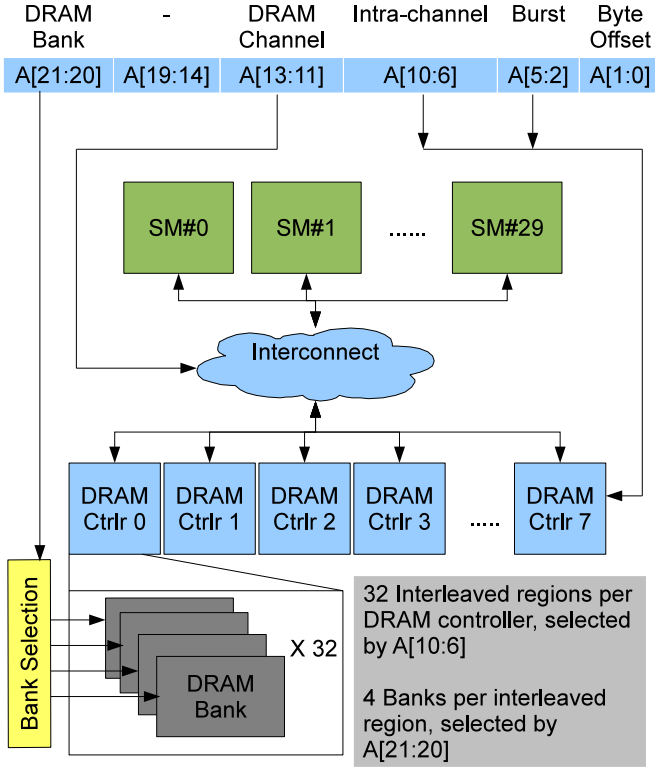 DRAM Bank
-
DRAM Channel
Intra-channel
Burst
Byte Offset
A[21:20]
A[19:14]
A[13:11]
A[10:6]
A[5:2]
A[1:0]
SM#0
SM#1
......
SM#29
Interconnect
DRAM
Ctrlr 0
DRAM
Ctrlr 1
DRAM
Ctrlr 2
DRAM
Ctrlr 3
.....
DRAM
Ctrlr 7
Bank Selection
DRAM
Bank
X 32
32 Interleaved regions per
DRAM controller, selected
by A[10:6]
4 Banks per interleaved
region, selected by
A[21:20]